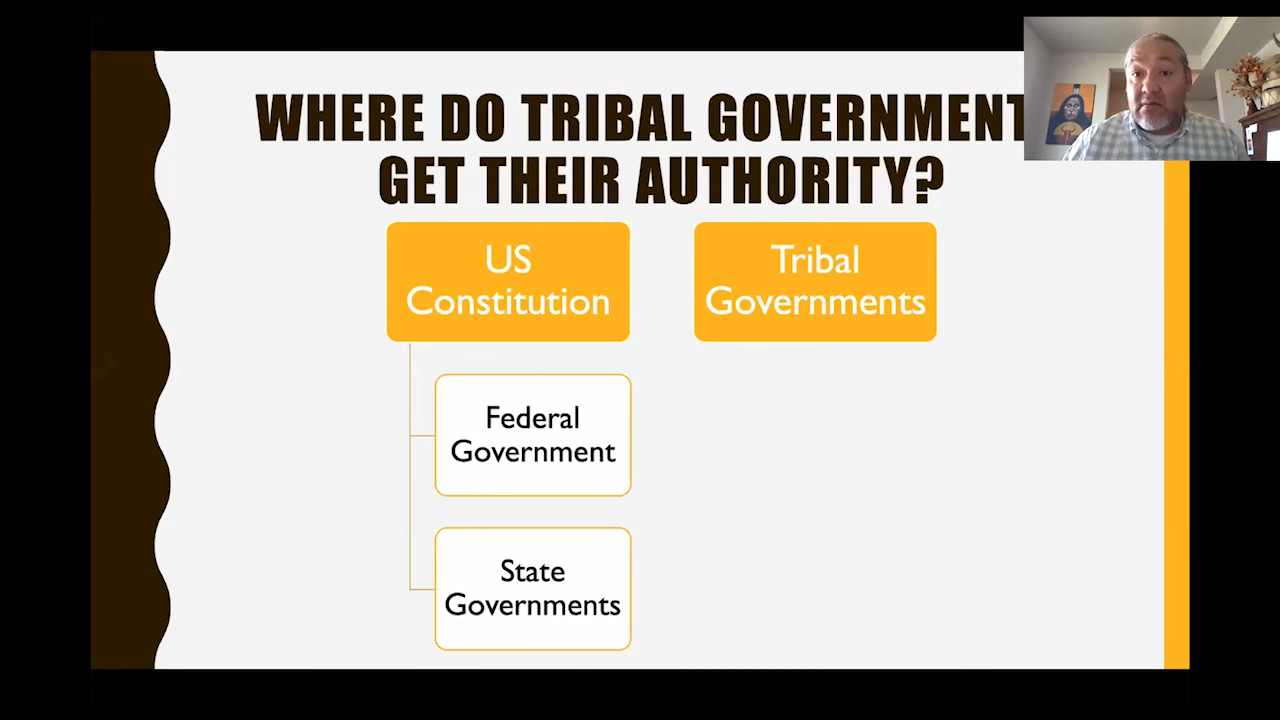 WHERE DO TRIBAL GOVERNMENT
GET THEIR AUTHORITY?
US
Constitution
Federal
Government
State
Governments
Tribal
Governments